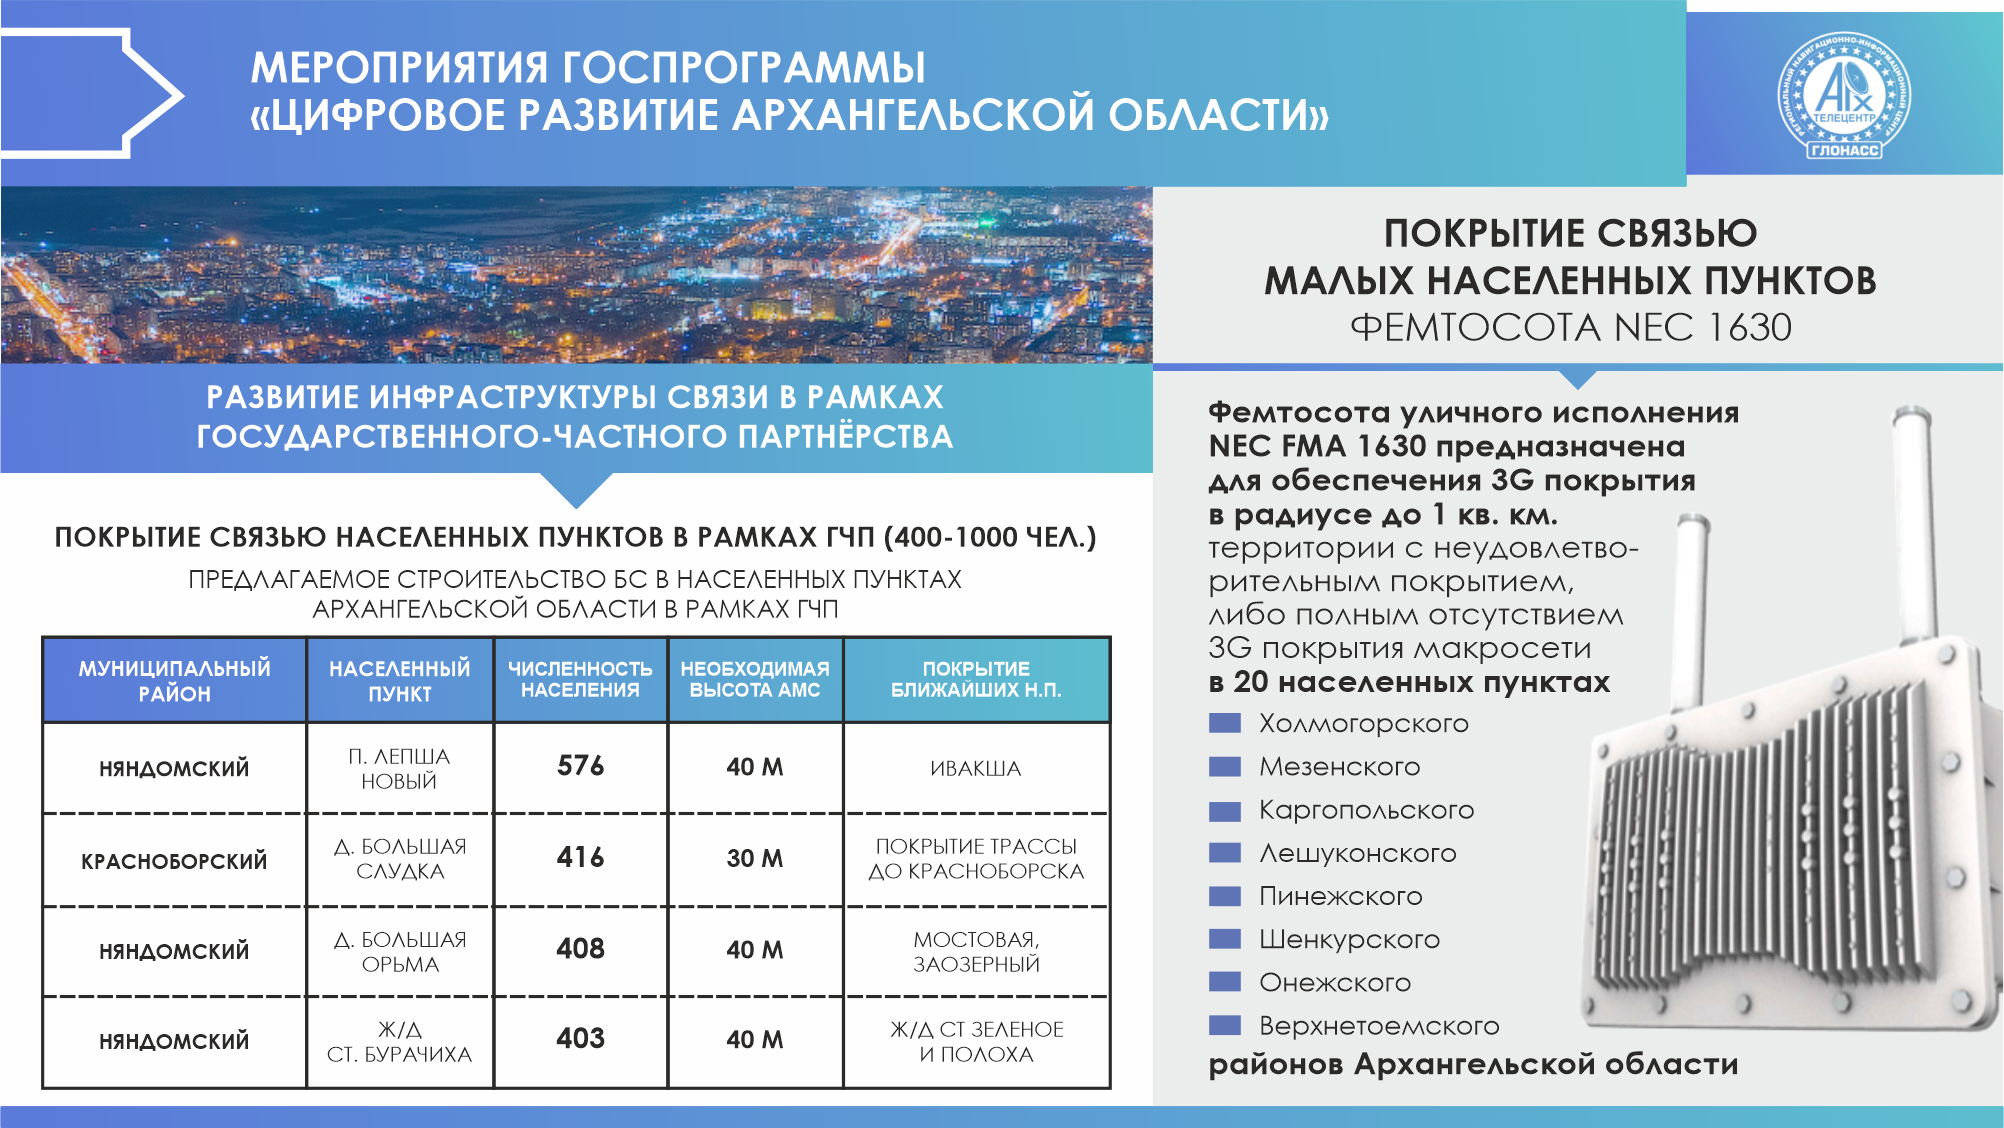 МЕРОПРИЯТИЯ ГОСПРОГРАММЫ
«ЦИФРОВОЕ РАЗВИТИЕ АРХАНГЕЛЬСКОЙ ОБЛАСТИ»
РЕГИОНАЛЬНЫЙ НАВИГАЦИОННО-ИНФОРМАЦИОННЫЙ ЦЕНТР
АРХ
ТЕЛЕЦЕНТР
ГЛОНАСС
РАЗВИТИЕ ИНФРАСТРУКТУРЫ СВЯЗИ В РАМКАХ
ГОСУДАРСТВЕННОГО-ЧАСТНОГО ПАРТНЁРСТВА
ПОКРЫТИЕ СВЯЗЬЮ НАСЕЛЕННЫХ ПУНКТОВ В РАМКАХ ГЧП (400-1000 ЧЕЛ.)
ПРЕДЛАГАЕМОЕ СТРОИТЕЛЬСТВО БС В НАСЕЛЕННЫХ ПУНКТАХ
АРХАНГЕЛЬСКОЙ ОБЛАСТИ В РАМКАХ ГЧП
МУНИЦИПАЛЬНЫЙ
РАЙОН
НАСЕЛЕННЫЙ
ПУНКТ
ЧИСЛЕННОСТЬ
НАСЕЛЕНИЯ
НЕОБХОДИМАЯ
ВЫСОТА АМС
ПОКРЫТИЕ
БЛИЖАЙШИХ Н.П.
НЯНДОМСКИЙ
П. ЛЕПША
НОВЫЙ
576
40 М
ИВАКША
КРАСНОБОРСКИЙ
Д. БОЛЬШАЯ
СЛУДКА
416
30 М
ПОКРЫТИЕ ТРАССЫ
ДО КРАСНОБОРСКА
НЯНДОМСКИЙ
Д. БОЛЬШАЯ
ОРЬМА
408
40 М
МОСТОВАЯ,
ЗАОЗЕРНЫЙ
НЯНДОМСКИЙ
Ж/Д
СТ. БУРАЧИХА
403
40 М
Ж/Д СТ ЗЕЛЕНОЕ
И ПОЛОХА
ПОКРЫТИЕ СВЯЗЬЮ
МАЛЫХ НАСЕЛЕННЫХ ПУНКТОВ
ФЕМТОСОТА NEC 1630
Фемтосота уличного исполнения
NEC FMA 1630 предназначена
для обеспечения 3G покрытия
в радиусе до 1 кв. км.
территории с неудовлетво-
рительным покрытием,
либо полным отсутствием
3G покрытия макросети
в 20 населенных пунктах
Холмогорского
Мезенского
Каргопольского
Лешуконского
Пинежского
Шенкурского
Онежского
Верхнетоемского
районов Архангельской области